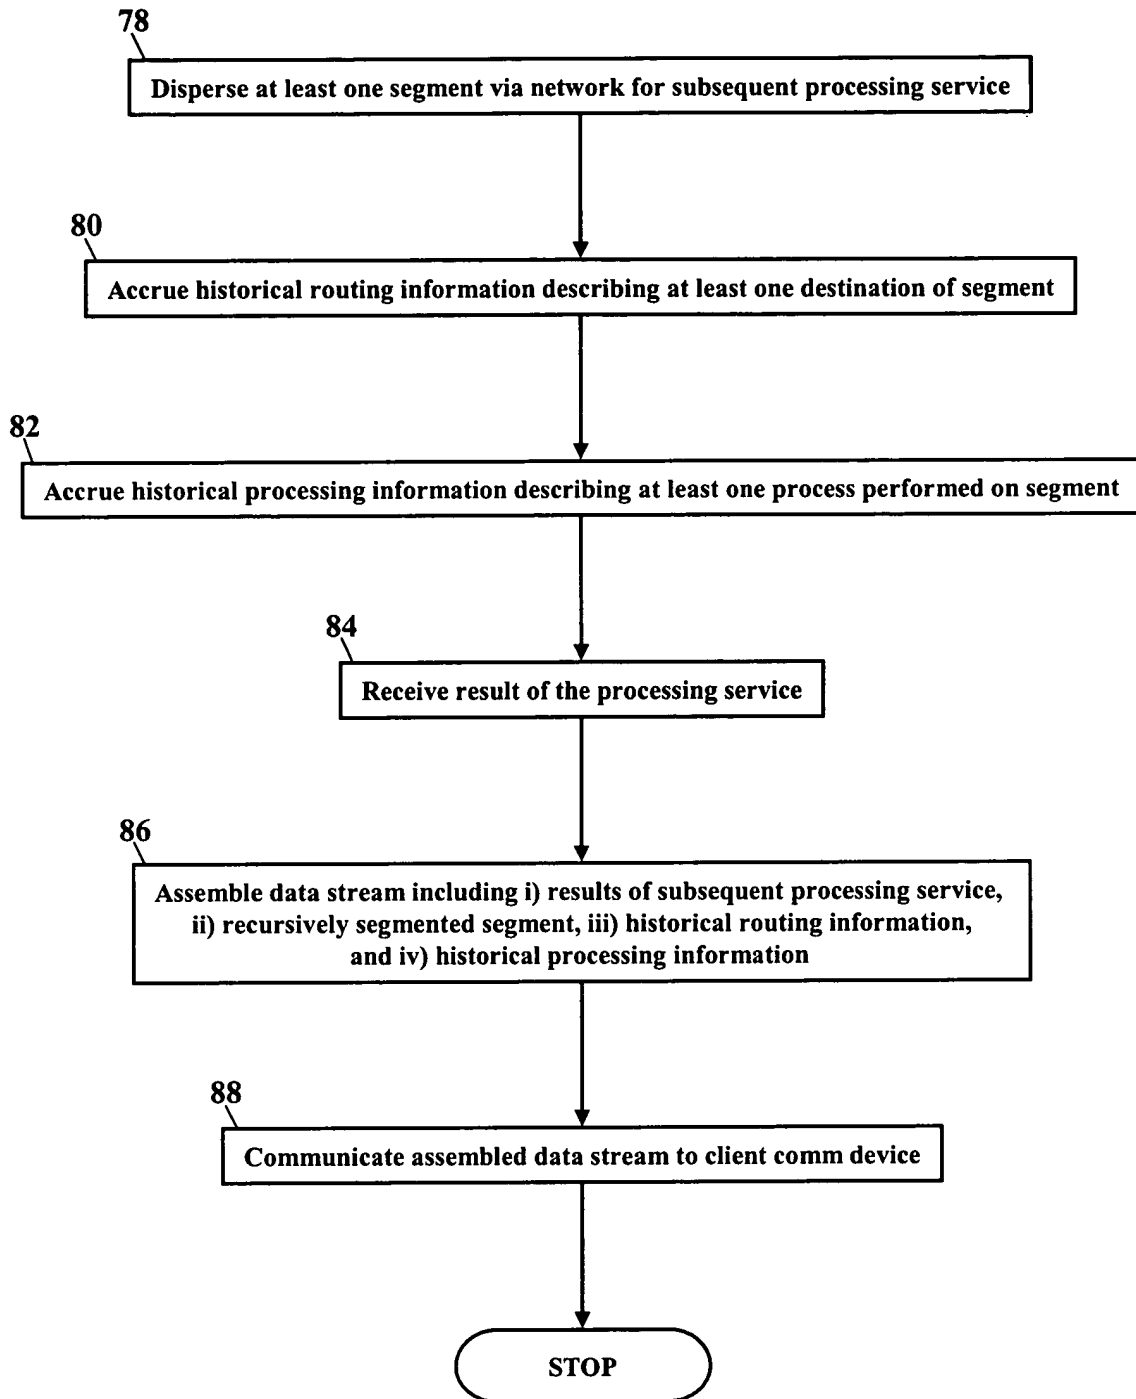 78
Disperse at least one segment via network for subsequent processing service
80
Accrue historical routing information describing at least one destination of segment
82
Accrue historical processing information describing at least one process performed on segment
84
Receive result of the processing service
86
Assemble data stream including i) results of subsequent processing service,
ii) recursively segmented segment, iii) historical routing information,
and iv) historical processing information
88
Communicate assembled data stream to client comm device
STOP